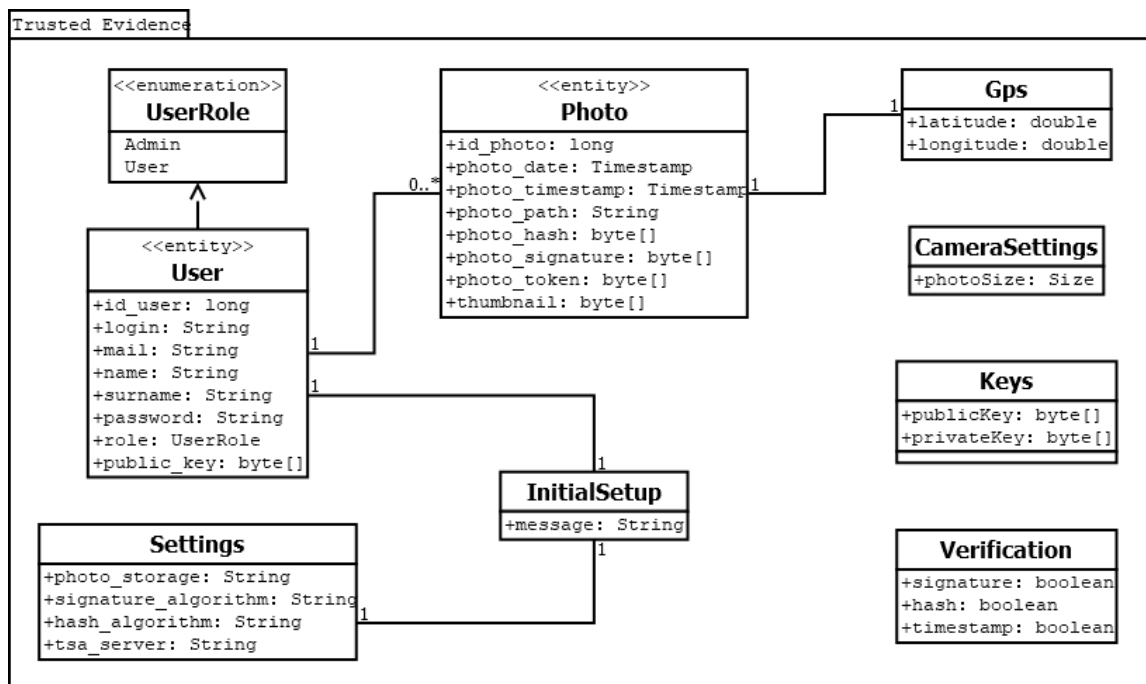 Trusted Evidence
<<enumeration>>
UserRole
Admin
User
<<entity>>
Photo
+id_photo: long
+photo_date: Timestamp
+photo_timestamp: Timestamp
+photo_path: String
+photo_hash: byte[]
+photo_signature: byte[]
+photo_token: byte[]
+thumbnail: byte[]
Gps
+latitude: double
+longitude: double
1
1
0..*
1
<<entity>>
User
+id_user: long
+login: String
+mail: String
+name: String
+surname: String
+password: String
+role: UserRole
+public_key: byte[]
1
1
InitialSetup
+message: String
1
1
Settings
+photo_storage: String
+signature_algorithm: String
+hash_algorithm: String
+tsa_server: String
CameraSettings
+photoSize: Size
Keys
+publicKey: byte[]
+privateKey: byte[]
Verification
+signature: boolean
+hash: boolean
+timestamp: boolean